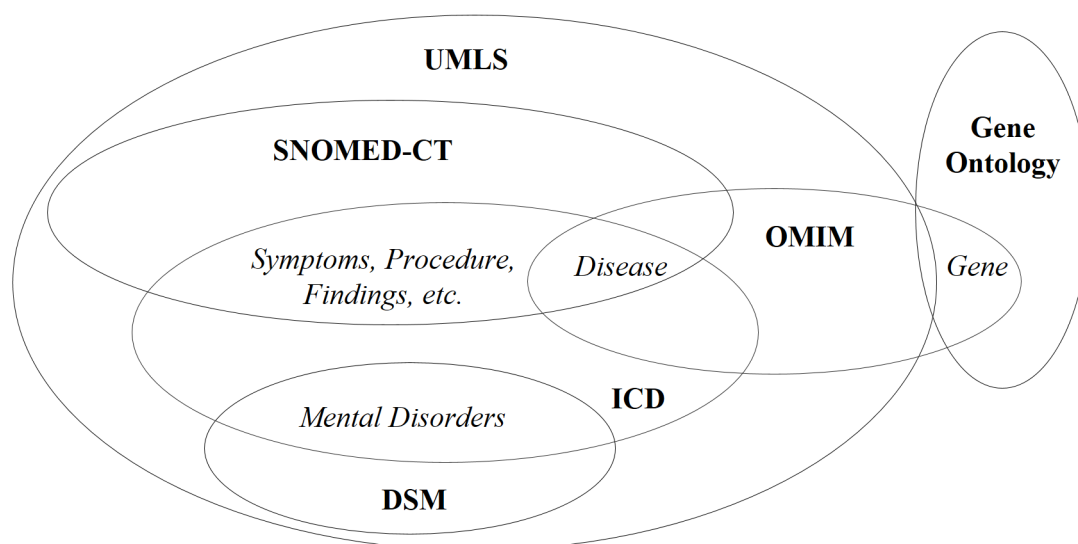 UMLS
SNOMED-CT
Gene
Ontology
OMIM
Symptoms, Procedure,
Findings, etc.
Disease
Gene
ICD
Mental Disorders
DSM